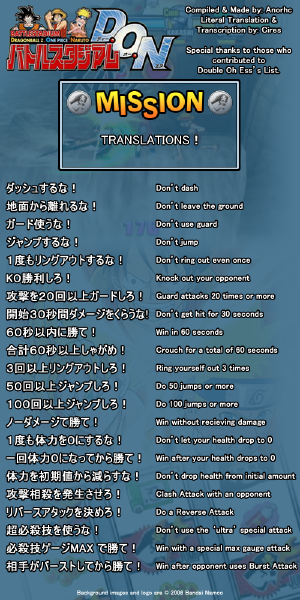 BATTLE STADIUM
DRAGONBALL Z ONE PIECE NARUTO
バトルスタジアム
D.O.N
Compiled & Made by Anorhc
Literal Translation &
Transcription by Cires
Special thanks to those who
contributed to
Double Oh Ess's List.
MISSION
TRANSLATIONS!
ダッシュするな! Don't dash
地面から離れるな! Don't leave the ground
ガード使うな! Don't use guard
ジャンプするな! Don't jump
1度もリングアウトするな! Don't ring out even once
KO勝利しろ! Knock out your opponent
攻撃を20回以上ガードしろ! Guard attacks 20 times or more
開始30秒間ダメージをくらうな! Don't get hit for 30 seconds
60秒以内に勝て! Win in 60 seconds
合計60秒以上しゃがめ! Crouch for a total of 60 seconds
3回以上リングアウトしろ! Ring yourself out 3 times
50回以上ジャンプしろ! Do 50 jumps or more
100回以上ジャンプしろ! Do 100 jumps or more
ノーダメージで勝て! Win without recieving damage
1度も体力を0にするな! Don't let your health drop to 0
一回体力0になってから勝て! Win after your health drops to 0
体力を初期値から減らすな! Don't drop health from initial amount
攻撃相殺を発生させろ! Clash Attack with an opponent
リバースアタックを決めろ! Do a Reverse Attack
超必殺技を使うな! Don't use the 'ultra' special attack
必殺技ゲージMAXで勝て! Win with a special max gauge attack
相手がバーストしてから勝て! Win after opponent uses Burst Attack
Background images and logo are © 2006 Bandai Namco